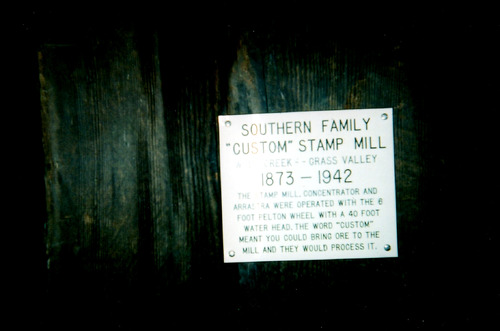 SOUTHERN FAMILY
"CUSTOM" STAMP MILL
CREEK -- GRASS VALLEY
1873 - 1942
THE STAMP MILL, CONCENTRATOR AND
ARRASTRA WERE OPERATED WITH THE 6
FOOT PELTON WHEEL WITH A 40 FOOT
WATER HEAD. THE WORD "CUSTOM"
MEANT YOU COULD BRING ORE TO THE
MILL AND THEY WOULD PROCESS IT.